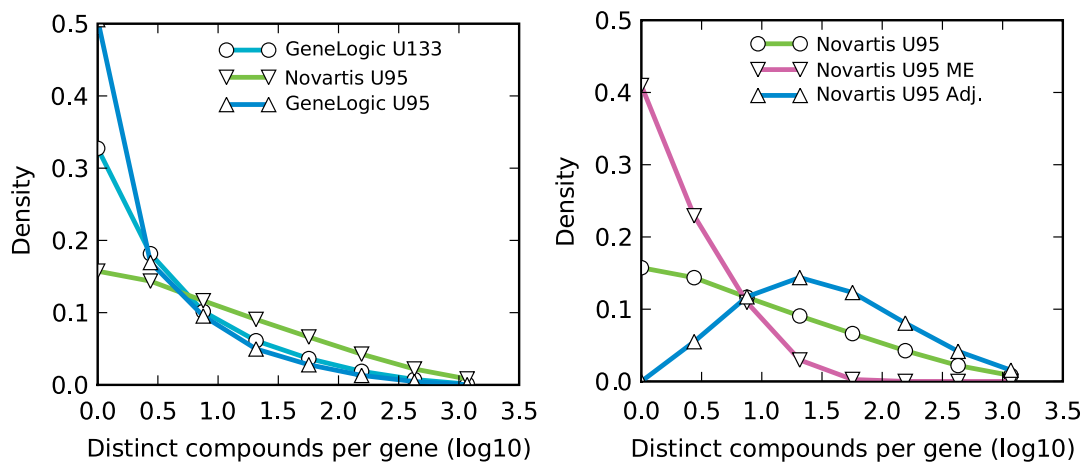 0.5
0.4
0.3
0.2
0.1
0.0
Density
GeneLogic U133
Novartis U95
GeneLogic U95
0.0 0.5 1.0 1.5 2.0 2.5 3.0 3.5
Distinct compounds per gene (log10)
0.5
0.4
0.3
0.2
0.1
0.0
Density
Novartis U95
Novartis U95 ME
Novartis U95 Adj.
0.0 0.5 1.0 1.5 2.0 2.5 3.0 3.5
Distinct compounds per gene (log10)